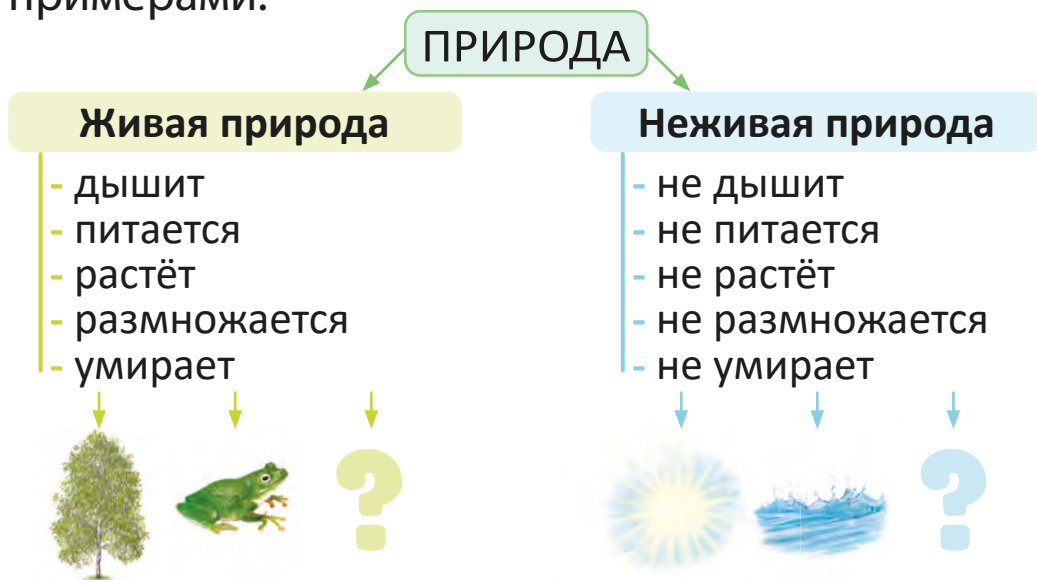 примерами.
ПРИРОДА
Живая природа
- дышит
- питается
- растёт
- размножается
- умирает
?
Неживая природа
- не дышит
- не питается
- не растёт
- не размножается
- не умирает
?